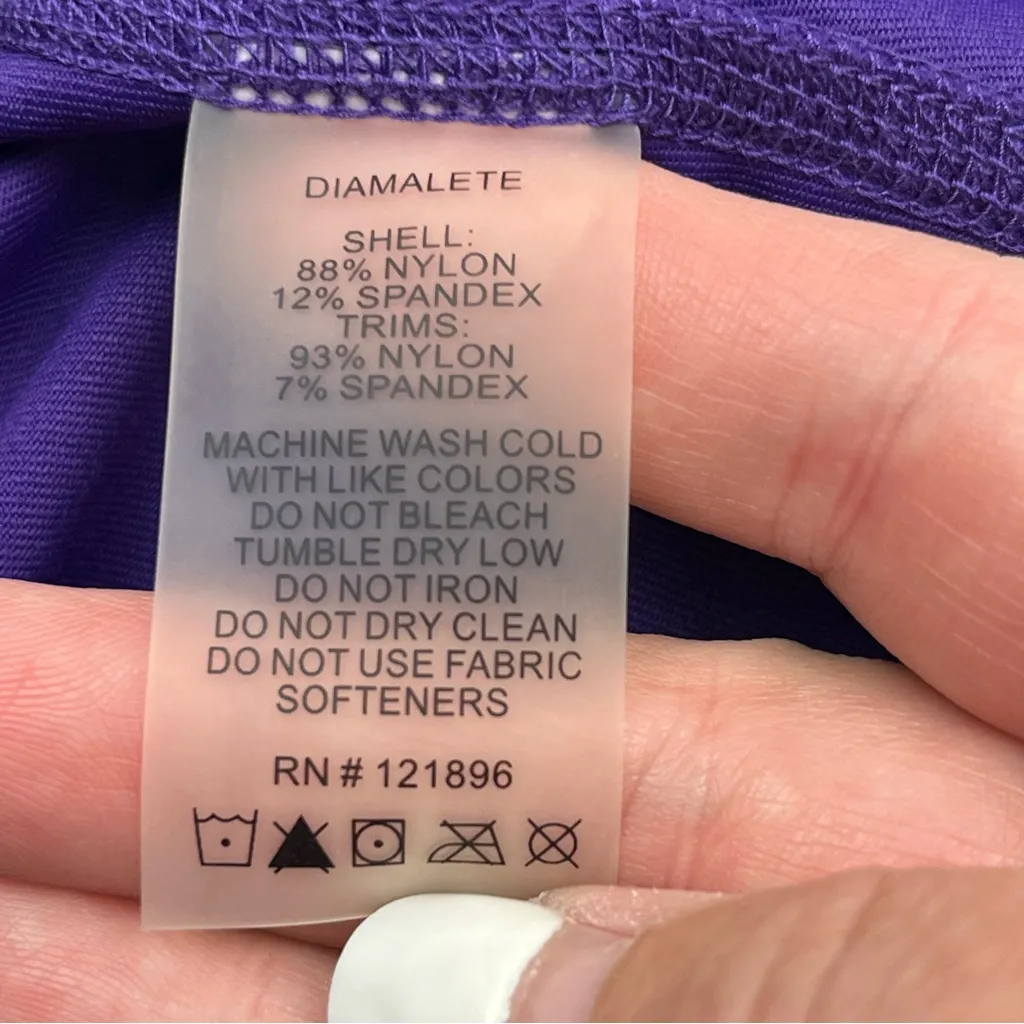 DIAMALETE
SHELL:
88% NYLON
12% SPANDEX
TRIMS:
93% NYLON
7% SPANDEX
MACHINE WASH COLD
WITH LIKE COLORS
DO NOT BLEACH
TUMBLE DRY LOW
DO NOT IRON
DO NOT DRY CLEAN
DO NOT USE FABRIC
SOFTENERS
RN # 121896